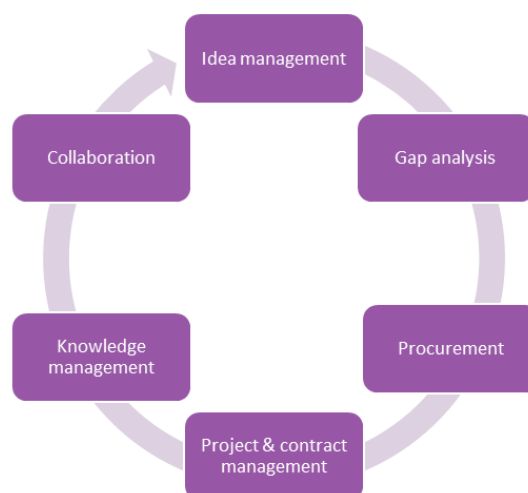 Idea management
Gap analysis
Procurement
Project & contract
management
Knowledge
management
Collaboration